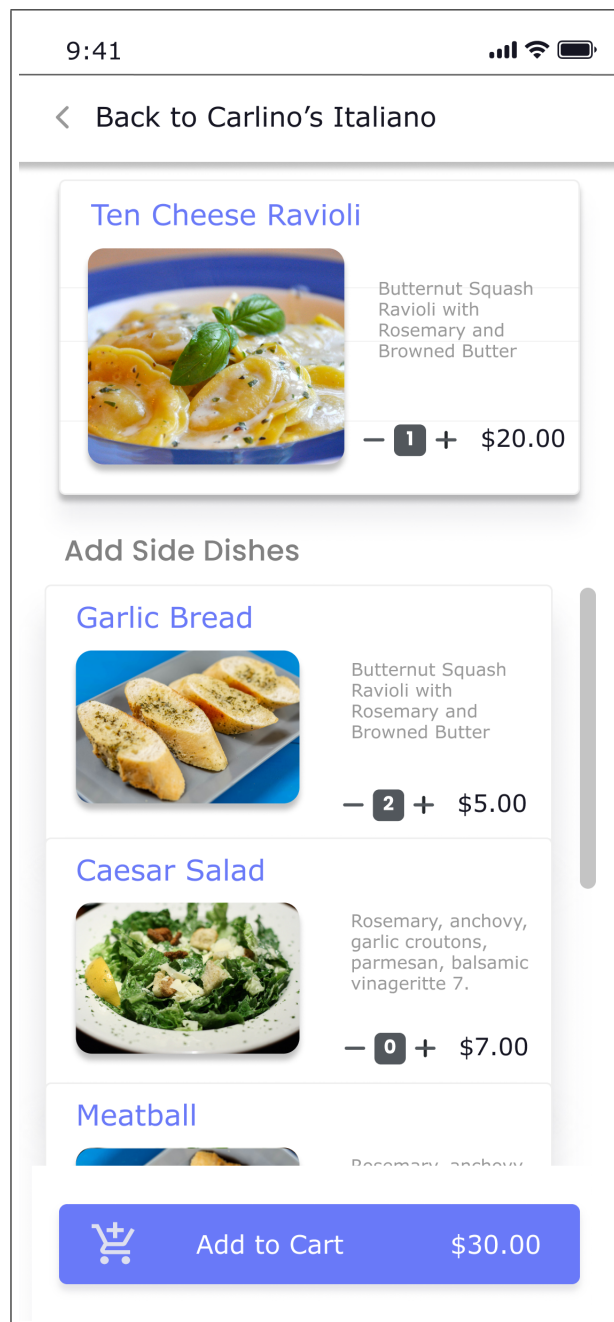 9:41
Back to Carlino’s Italiano
Ten Cheese Ravioli
Butternut Squash
Ravioli with
Rosemary and
Browned Butter
1 $20.00
Add Side Dishes
Garlic Bread
Butternut Squash
Ravioli with
Rosemary and
Browned Butter
2 $5.00
Caesar Salad
Rosemary, anchovy,
garlic croutons,
parmesan, balsamic
vinageritte 7.
0 $7.00
Meatball
Rosemary, anchovy
Add to Cart $30.00